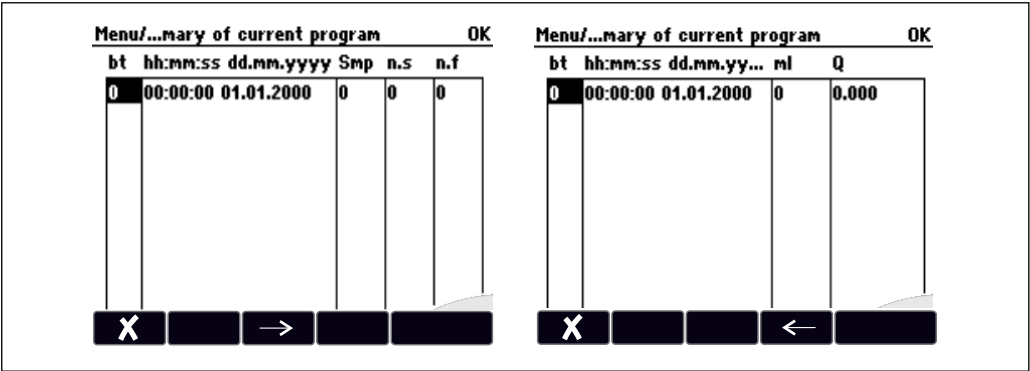 Menu/...mary of current program OK
bt hh:mm:ss dd.mm.yyyy Smp n.s n.f
0 00:00:00 01.01.2000 0 0 0
X →
Menu/...mary of current program OK
bt hh:mm:ss dd.mm.yy... ml Q
0 00:00:00 01.01.2000 0 0.000
X ←